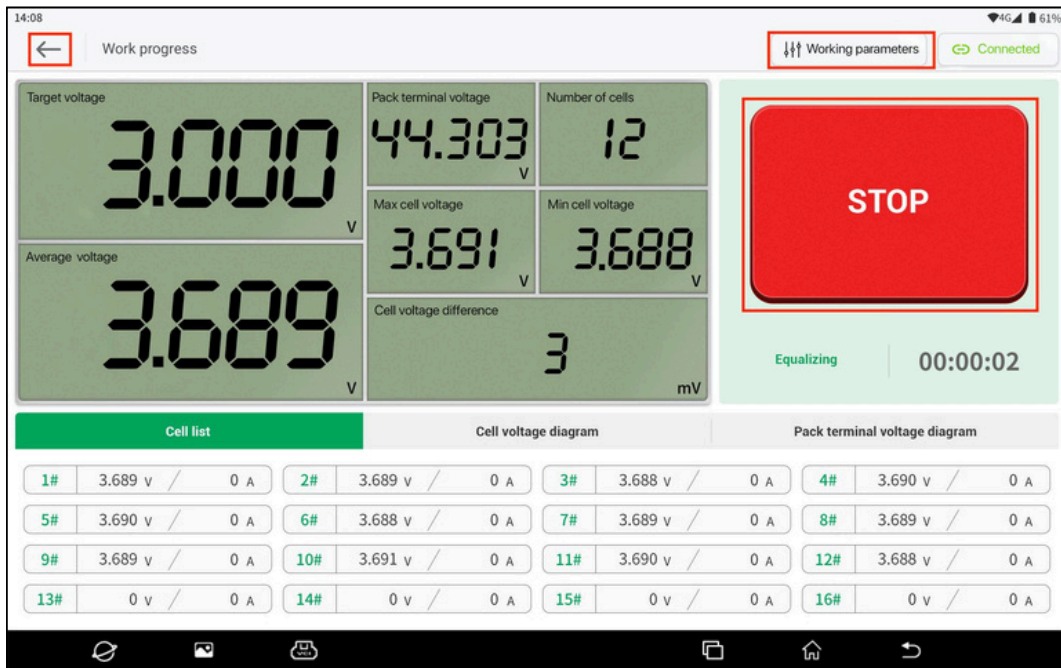 14:08
4G 61%
Work progress
Working parameters
Connected
Target voltage
3.000
V
Pack terminal voltage
44.303
V
Number of cells
12
Max cell voltage
3.691
V
Min cell voltage
3.688
V
Average voltage
3.689
V
Cell voltage difference
3
mV
STOP
Equalizing 00:00:02
Cell list Cell voltage diagram Pack terminal voltage diagram
1# 3.689 V / 0 A 2# 3.689 V / 0 A 3# 3.688 V / 0 A 4# 3.690 V / 0 A
5# 3.690 V / 0 A 6# 3.688 V / 0 A 7# 3.689 V / 0 A 8# 3.689 V / 0 A
9# 3.689 V / 0 A 10# 3.691 V / 0 A 11# 3.690 V / 0 A 12# 3.688 V / 0 A
13# 0 V / 0 A 14# 0 V / 0 A 15# 0 V / 0 A 16# 0 V / 0 A
VCI